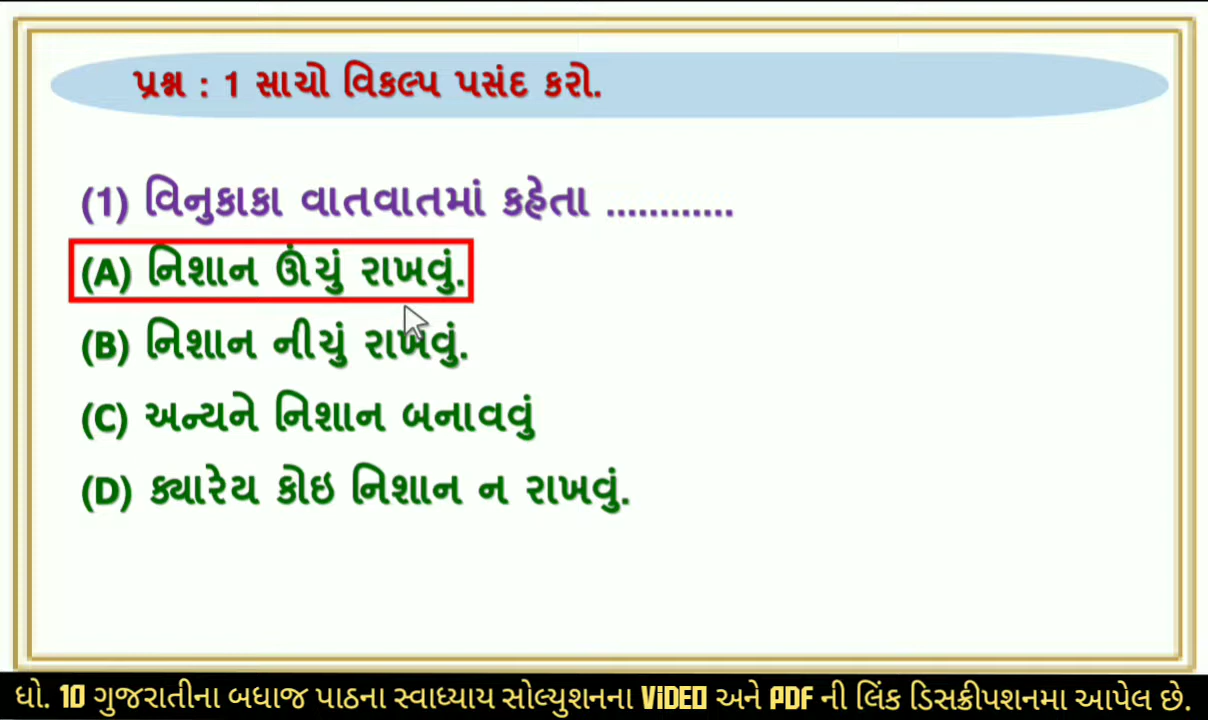 પ્રશ્ન : 1 સાચો વિકલ્પ પસંદ કરો.
(1) વિનુકાકા વાતવાતમાં કહેતા ............
(A) નિશાન ઊંચું રાખવું.
(B) નિશાન નીચું રાખવું.
(C) અન્યને નિશાન બનાવવું
(D) ક્યારેય કોઇ નિશાન ન રાખવું.
ધો. 10 ગુજરાતીના બધાજ પાઠના સ્વાધ્યાય સોલ્યુશનના VIDEO અને PDF ની લિંક ડિસક્રીપશનમા આપેલ છે.